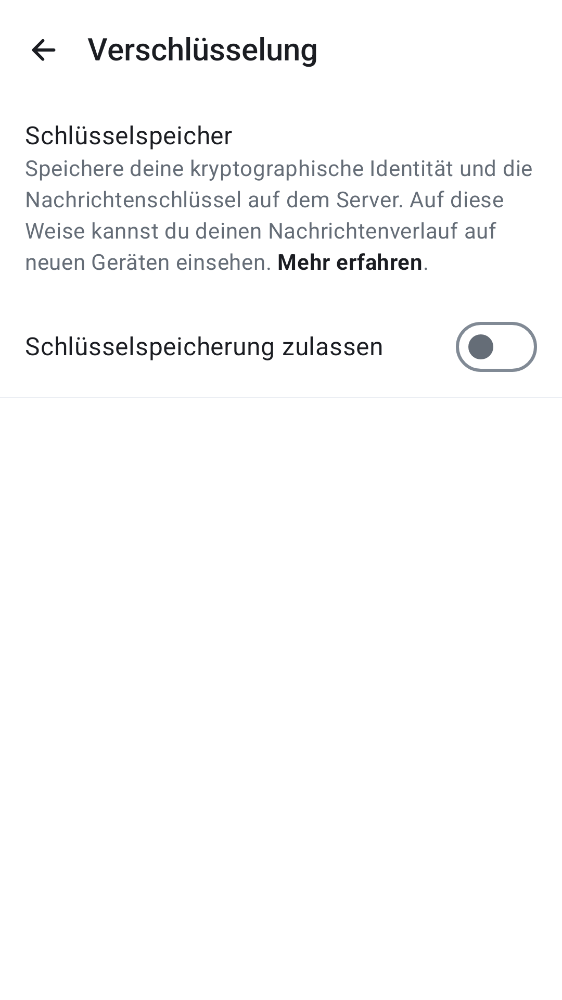 Verschlüsselung
Schlüsselspeicher
Speichere deine kryptographische Identität und die
Nachrichtenschlüssel auf dem Server. Auf diese
Weise kannst du deinen Nachrichtenverlauf auf
neuen Geräten einsehen. Mehr erfahren.
Schlüsselspeicherung zulassen